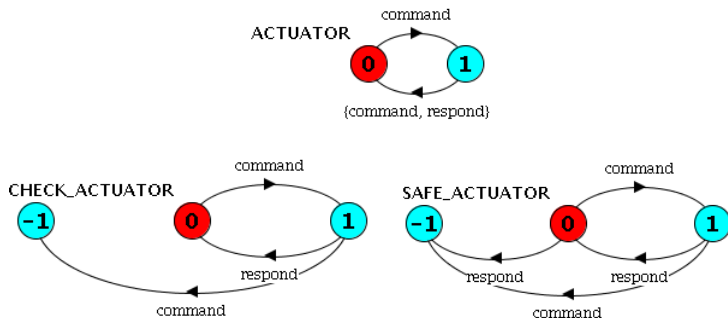 command
ACTUATOR
0
1
{command, respond}
command
CHECK_ACTUATOR
-1
0
1
respond
command
command
SAFE_ACTUATOR
-1
0
1
respond
respond
command